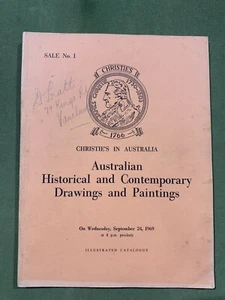 SALE No. 1
CHRISTIE'S
1766
CHRISTIE'S IN AUSTRALIA
Australian
Historical and Contemporary
Drawings and Paintings
On Wednesday, September 24, 1969
at 8 p.m. precisely
ILLUSTRATED CATALOGUE